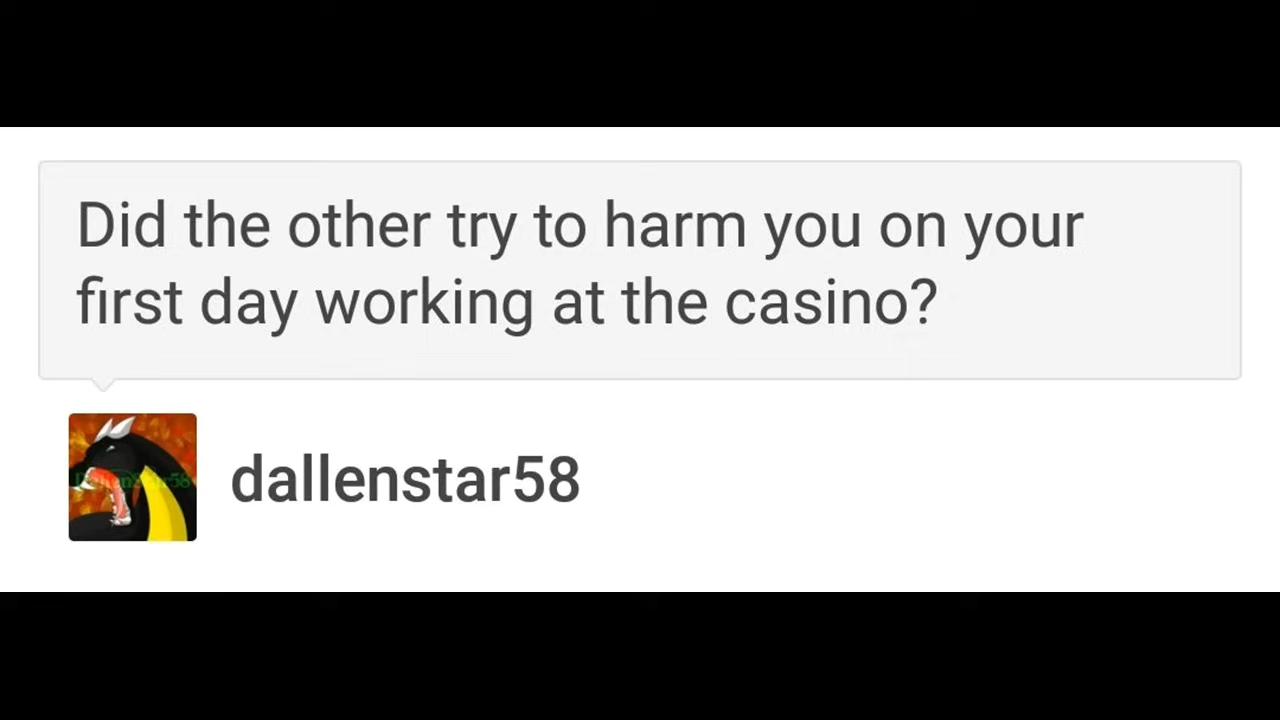 Did the other try to harm you on your
first day working at the casino?
dallenstar58